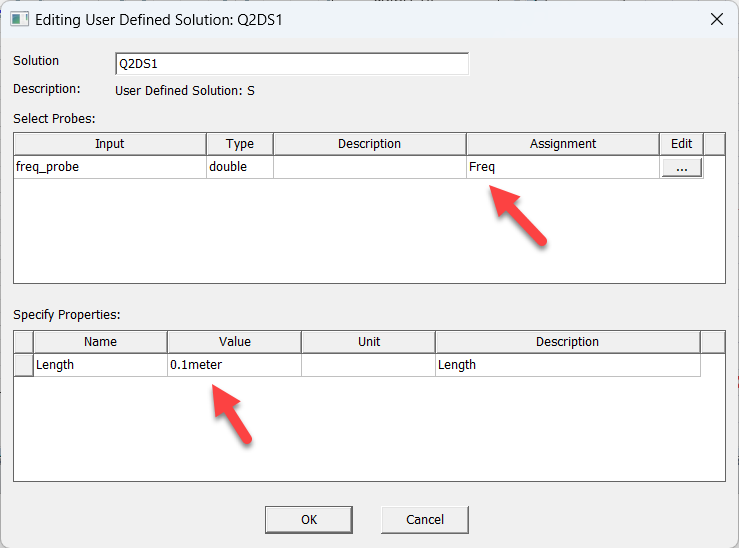 Editing User Defined Solution: Q2DS1
Solution Q2DS1
Description: User Defined Solution: S
Select Probes:
Input Type Description Assignment Edit
freq_probe double Freq ...
Specify Properties:
Name Value Unit Description
Length 0.1meter Length
OK Cancel